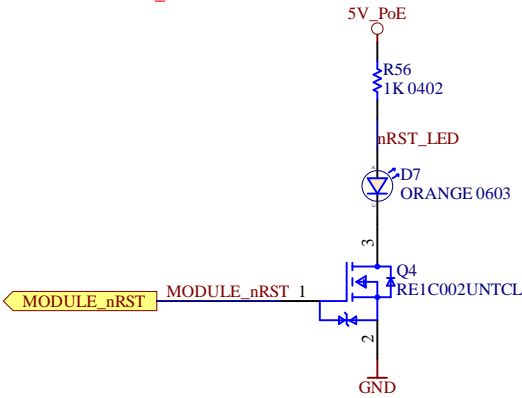 5V_PoE
R56
1K 0402
nRST_LED
A
D7
ORANGE 0603
C
3
Q4
RE1C002UNTCL
MODULE_nRST
MODULE_nRST 1
2
GND